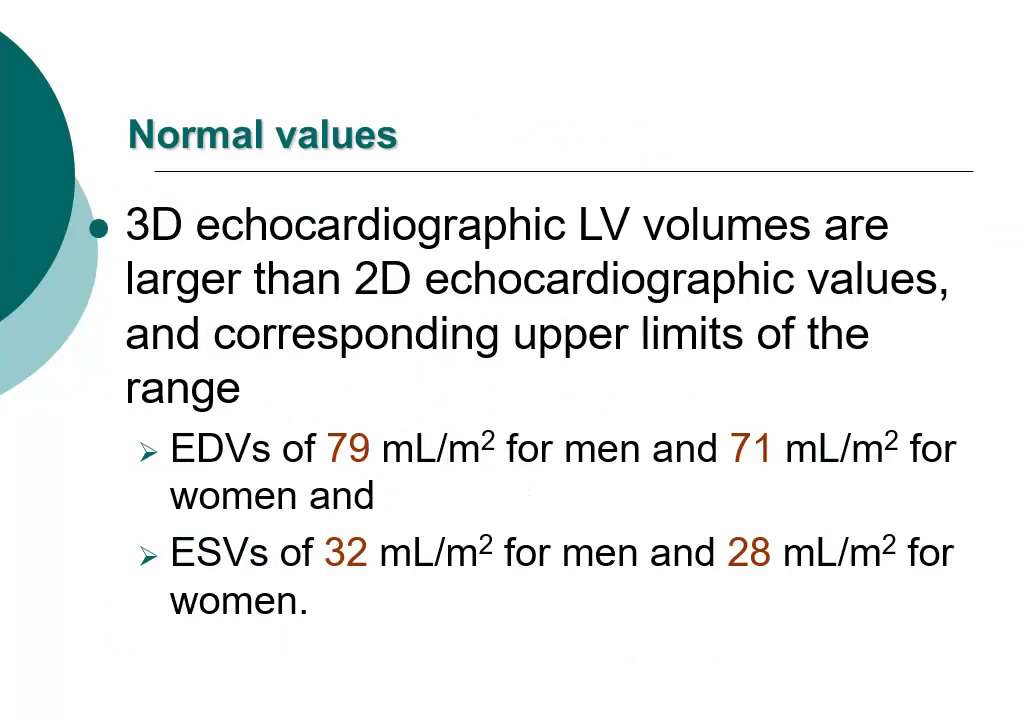 Normal values
3D echocardiographic LV volumes are
larger than 2D echocardiographic values,
and corresponding upper limits of the
range
EDVs of 79 mL/m² for men and 71 mL/m² for
women and
ESVs of 32 mL/m² for men and 28 mL/m² for
women.